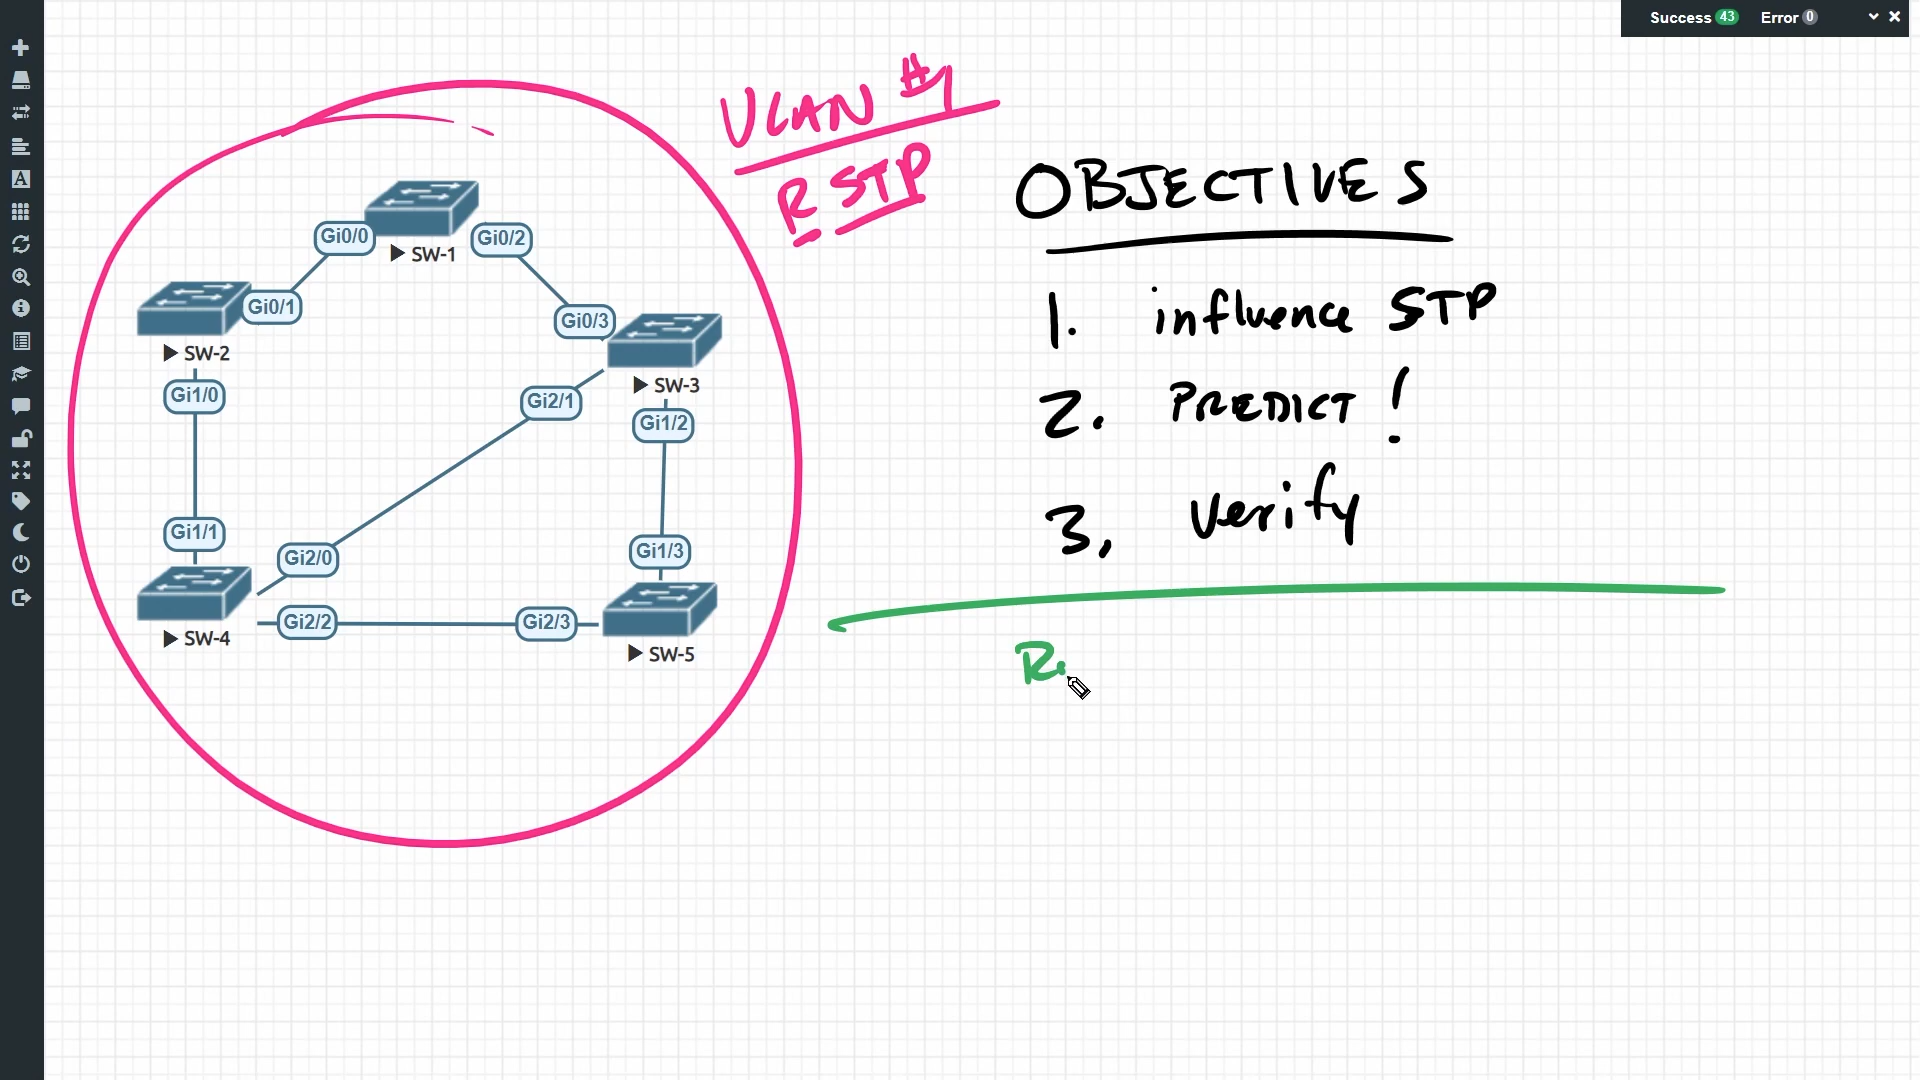 Success 43 Error 0
VLAN #1
RSTP
OBJECTIVES
1. influence STP
2. PREDICT!
3. verify
R
Gi0/0
Gi0/2
SW-1
Gi0/1
Gi0/3
SW-2
SW-3
Gi1/0
Gi2/1
Gi1/2
Gi1/1
Gi2/0
Gi1/3
Gi2/2
Gi2/3
SW-4
SW-5